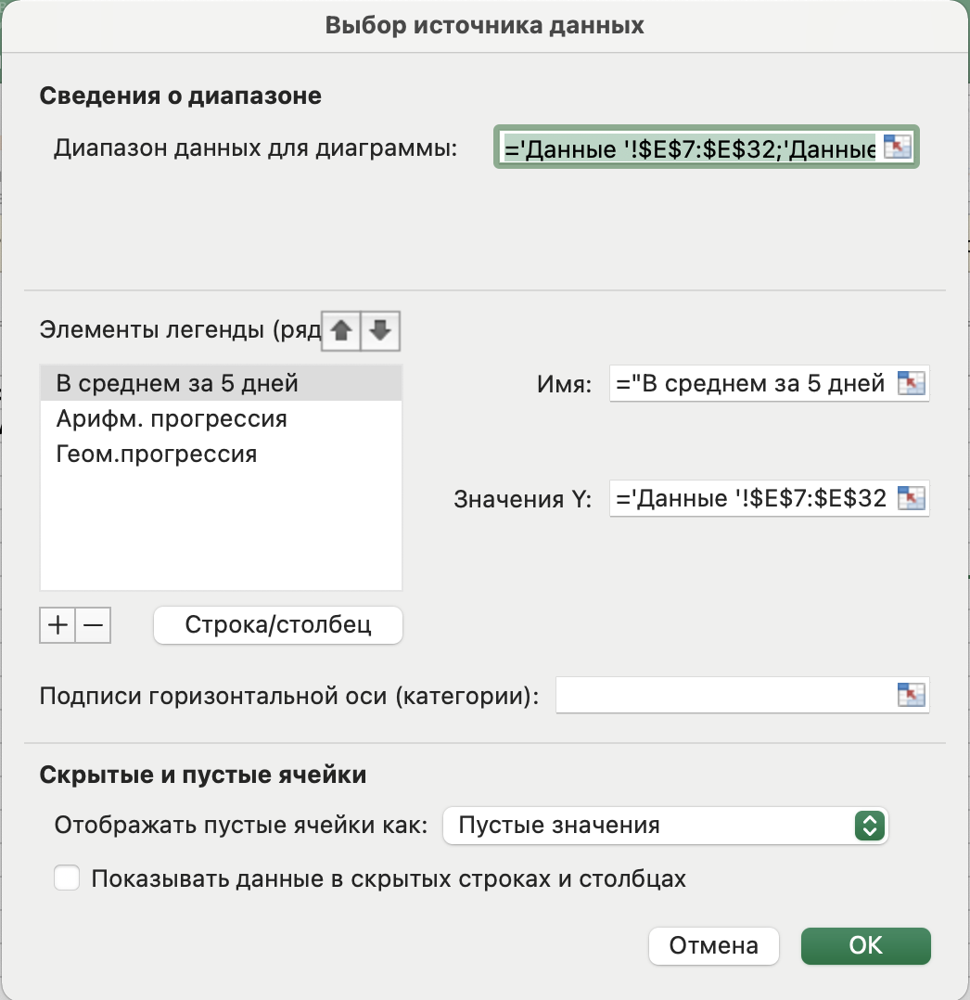 Выбор источника данных
Сведения о диапазоне
Диапазон данных для диаграммы: ='Данные '!$E$7:$E$32;'Данные
Элементы легенды (ряд
В среднем за 5 дней
Арифм. прогрессия
Геом.прогрессия
Имя: ="В среднем за 5 дней
Значения Y: ='Данные '!$E$7:$E$32
Строка/столбец
Подписи горизонтальной оси (категории):
Скрытые и пустые ячейки
Отображать пустые ячейки как: Пустые значения
Показывать данные в скрытых строках и столбцах
Отмена OK